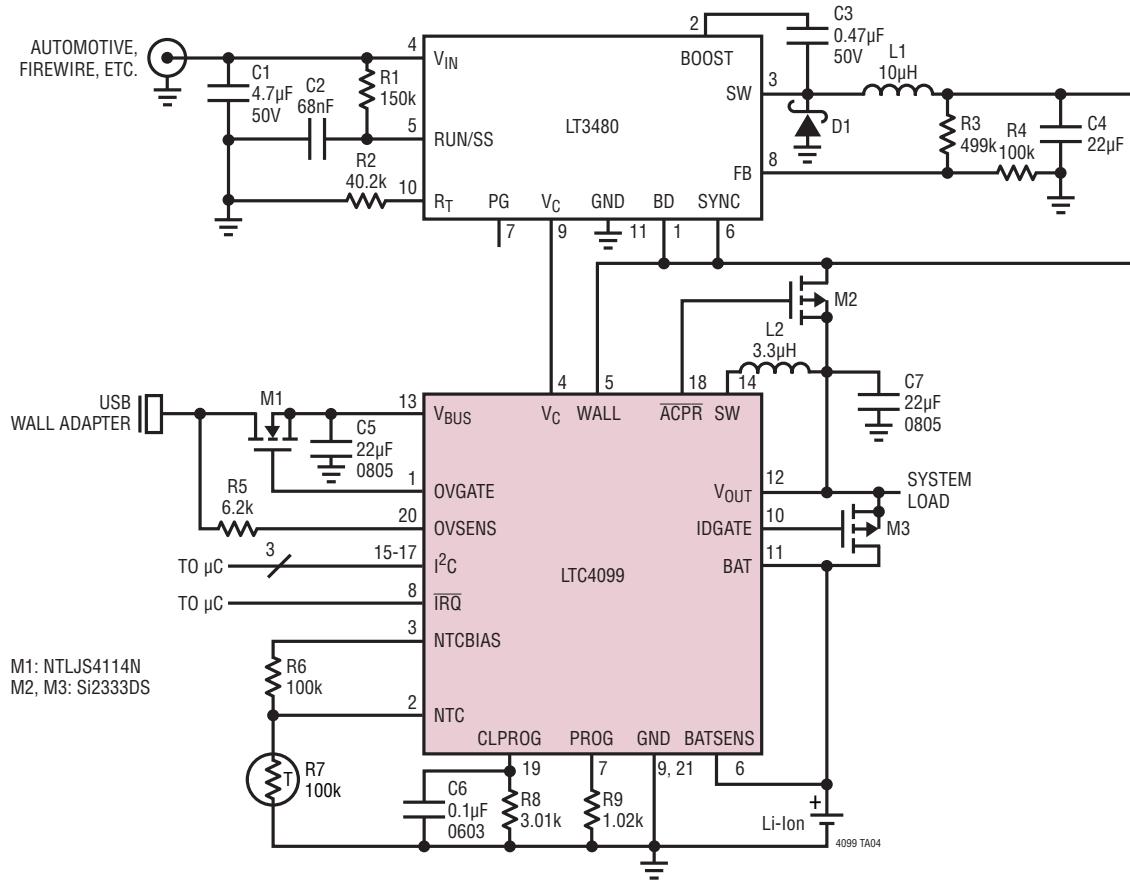 AUTOMOTIVE,
FIREWIRE, ETC.
C1
4.7µF
50V
C2
68nF
R1
150k
R2
40.2k
4
VIN
5
RUN/SS
10
RT
LT3480
2
BOOST
3
SW
8
FB
PG
7
VC
9
GND
11
BD
1
SYNC
6
C3
0.47µF
50V
L1
10µH
D1
R3
499k
R4
100k
C4
22µF
M2
L2
3.3µH
C7
22µF
0805
USB
WALL ADAPTER
M1
C5
22µF
0805
R5
6.2k
TO µC
3
TO µC
13
VBUS
1
OVGATE
20
OVSENS
15-17
I²C
8
IRQ
3
NTCBIAS
2
NTC
4
VC
5
WALL
18
ACPR
14
SW
LTC4099
12
VOUT
10
IDGATE
11
BAT
SYSTEM
LOAD
M3
M1: NTLJS4114N
M2, M3: Si2333DS
R6
100k
T
R7
100k
CLPROG
19
PROG
7
GND
9, 21
BATSENS
6
C6
0.1µF
0603
R8
3.01k
R9
1.02k
+
Li-Ion
4099 TA04